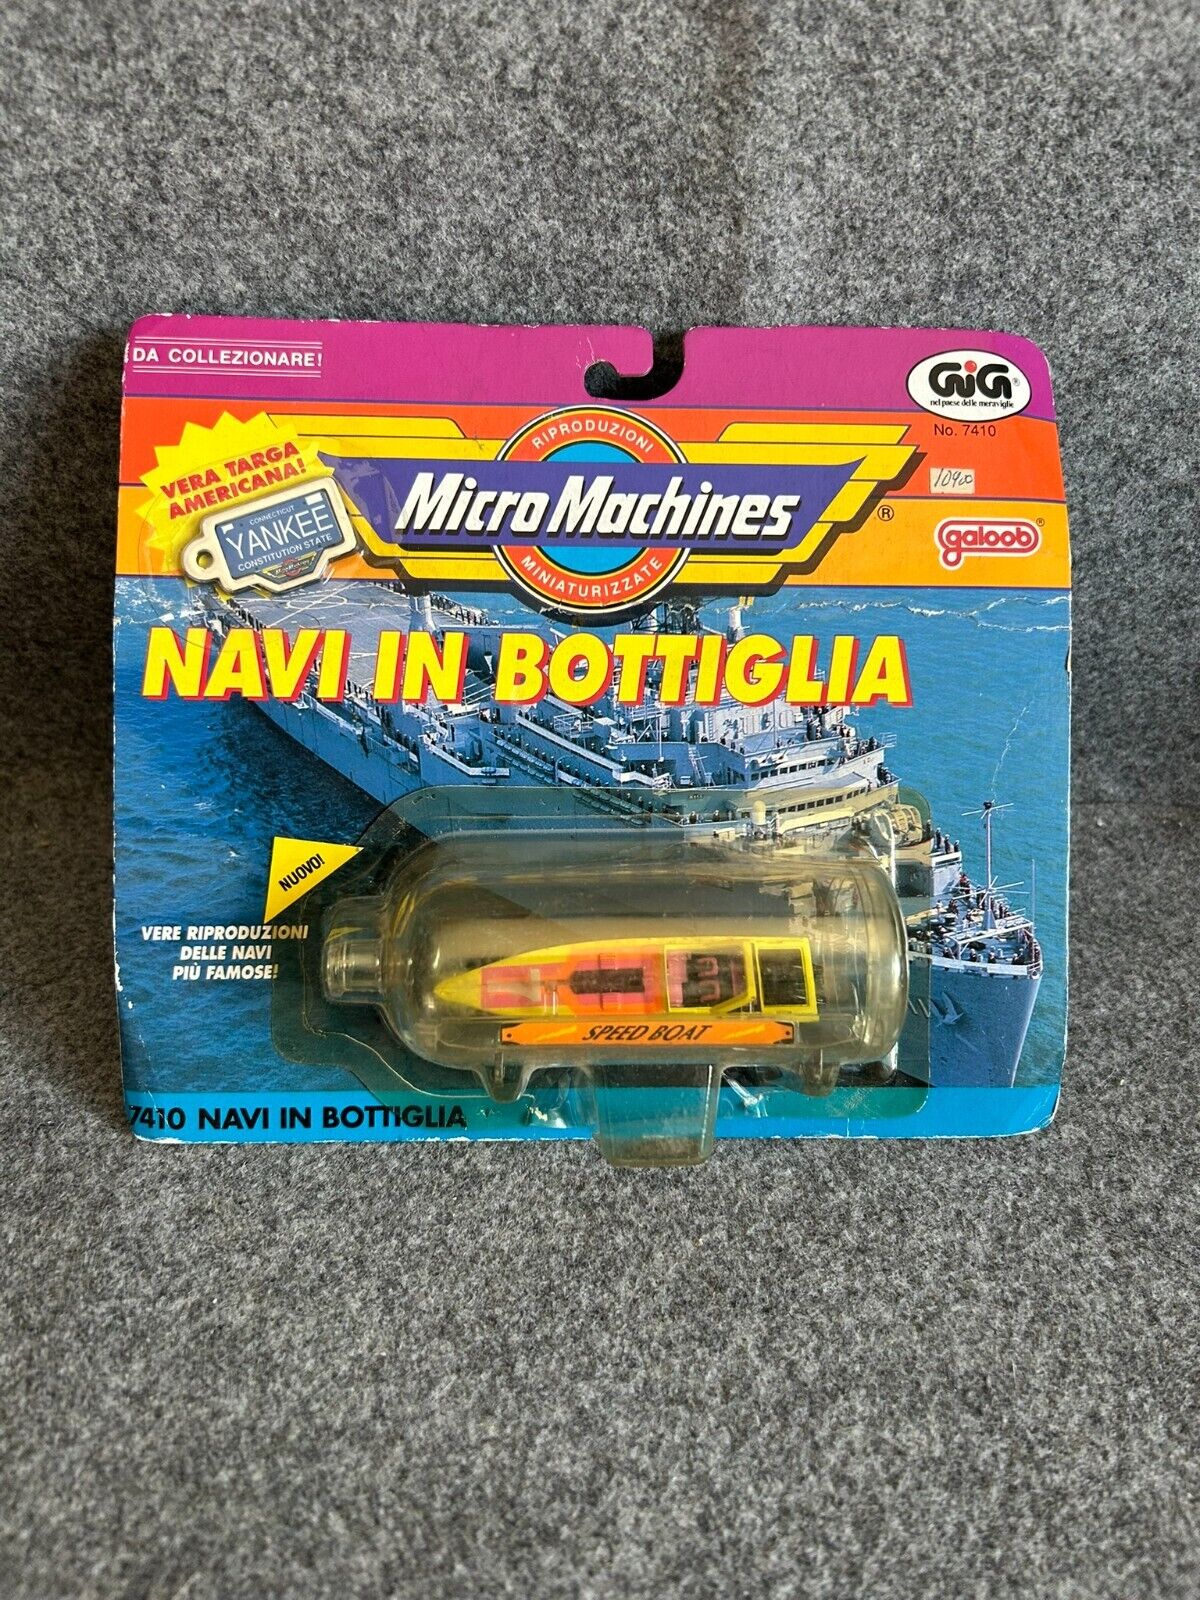 DA COLLEZIONARE!
GiG®
nel paese delle meraviglie
No. 7410
10900
VERA TARGA
AMERICANA!
CONNECTICUT
YANKEE
CONSTITUTION STATE
RIPRODUZIONI
Micro Machines®
MINIATURIZZATE
galoob®
NAVI IN BOTTIGLIA
NUOVO!
VERE RIPRODUZIONI
DELLE NAVI
PIÙ FAMOSE!
SPEED BOAT
7410 NAVI IN BOTTIGLIA